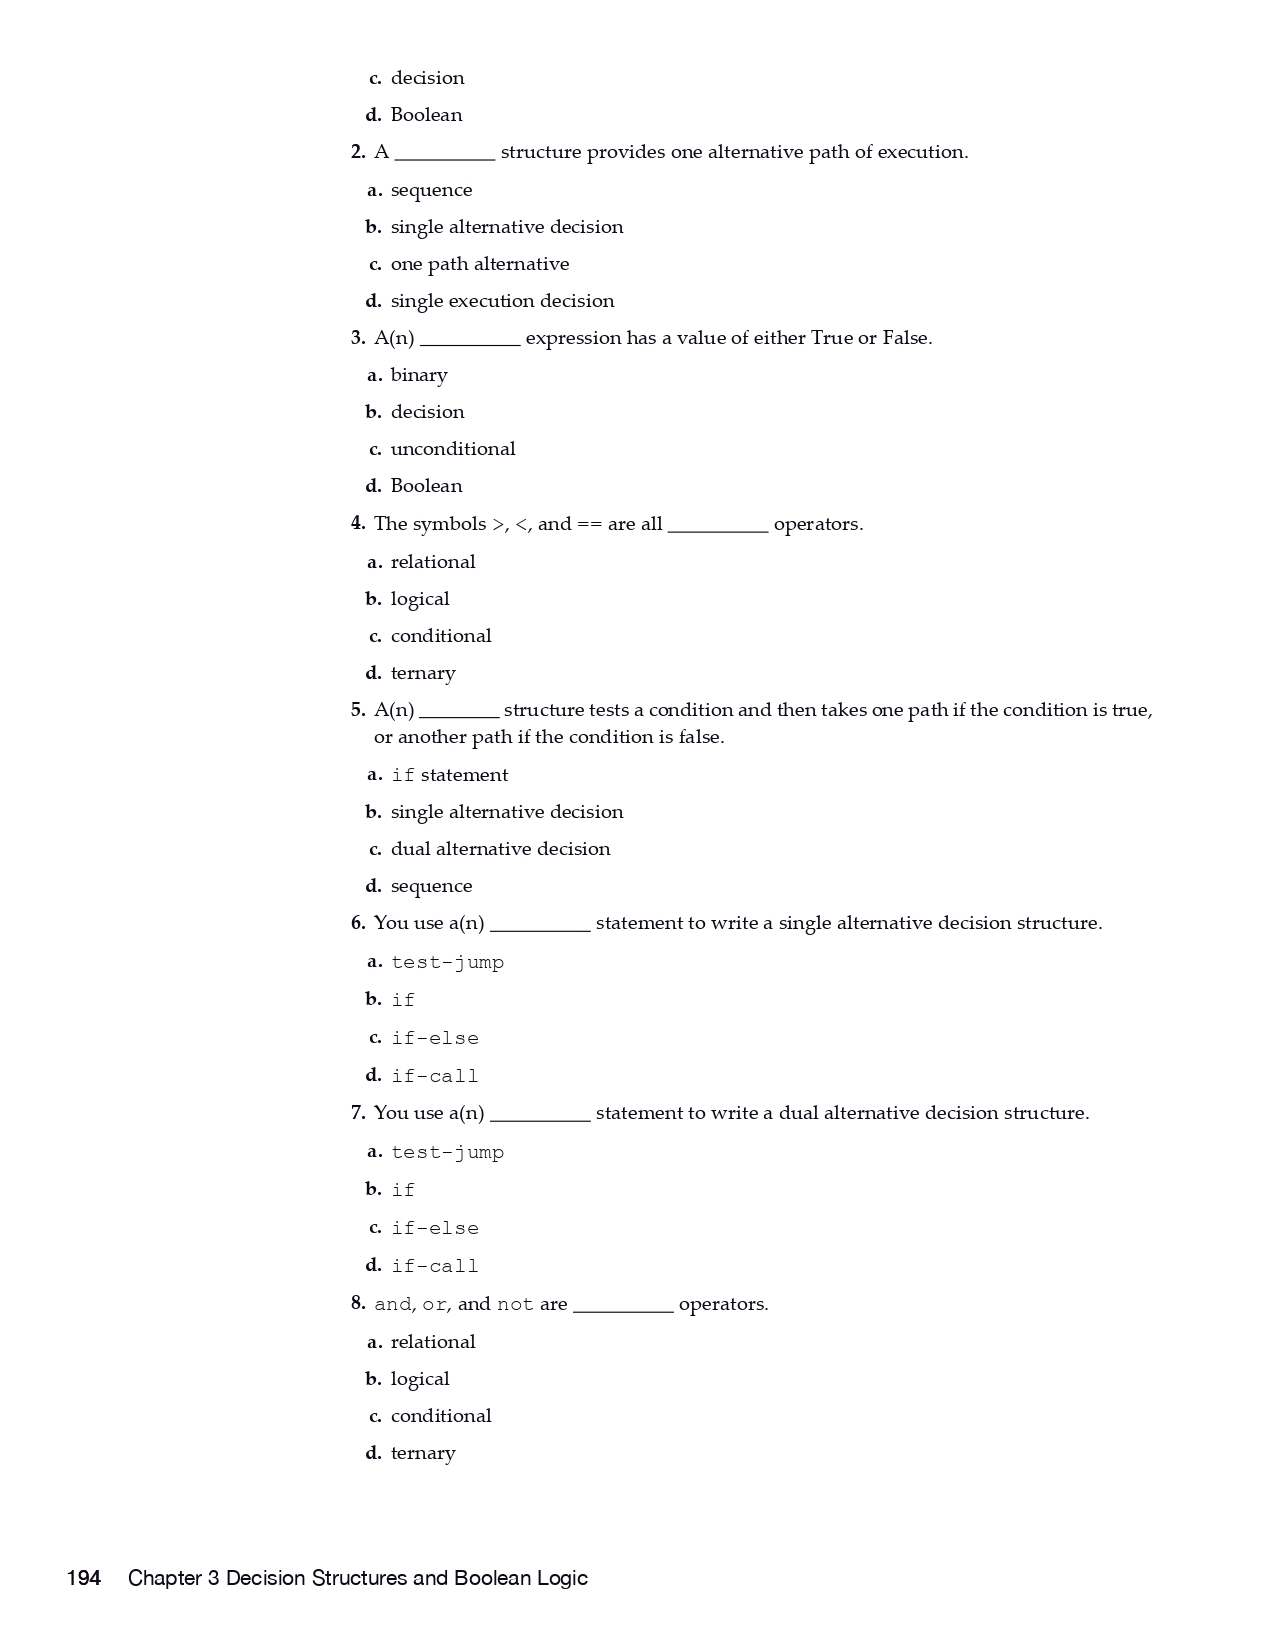 c. decision
d. Boolean
2. A __________ structure provides one alternative path of execution.
a. sequence
b. single alternative decision
c. one path alternative
d. single execution decision
3. A(n) __________ expression has a value of either True or False.
a. binary
b. decision
c. unconditional
d. Boolean
4. The symbols >, <, and == are all __________ operators.
a. relational
b. logical
c. conditional
d. ternary
5. A(n) ________ structure tests a condition and then takes one path if the condition is true,
or another path if the condition is false.
a. if statement
b. single alternative decision
c. dual alternative decision
d. sequence
6. You use a(n) __________ statement to write a single alternative decision structure.
a. test-jump
b. if
c. if-else
d. if-call
7. You use a(n) __________ statement to write a dual alternative decision structure.
a. test-jump
b. if
c. if-else
d. if-call
8. and, or, and not are __________ operators.
a. relational
b. logical
c. conditional
d. ternary
194 Chapter 3 Decision Structures and Boolean Logic